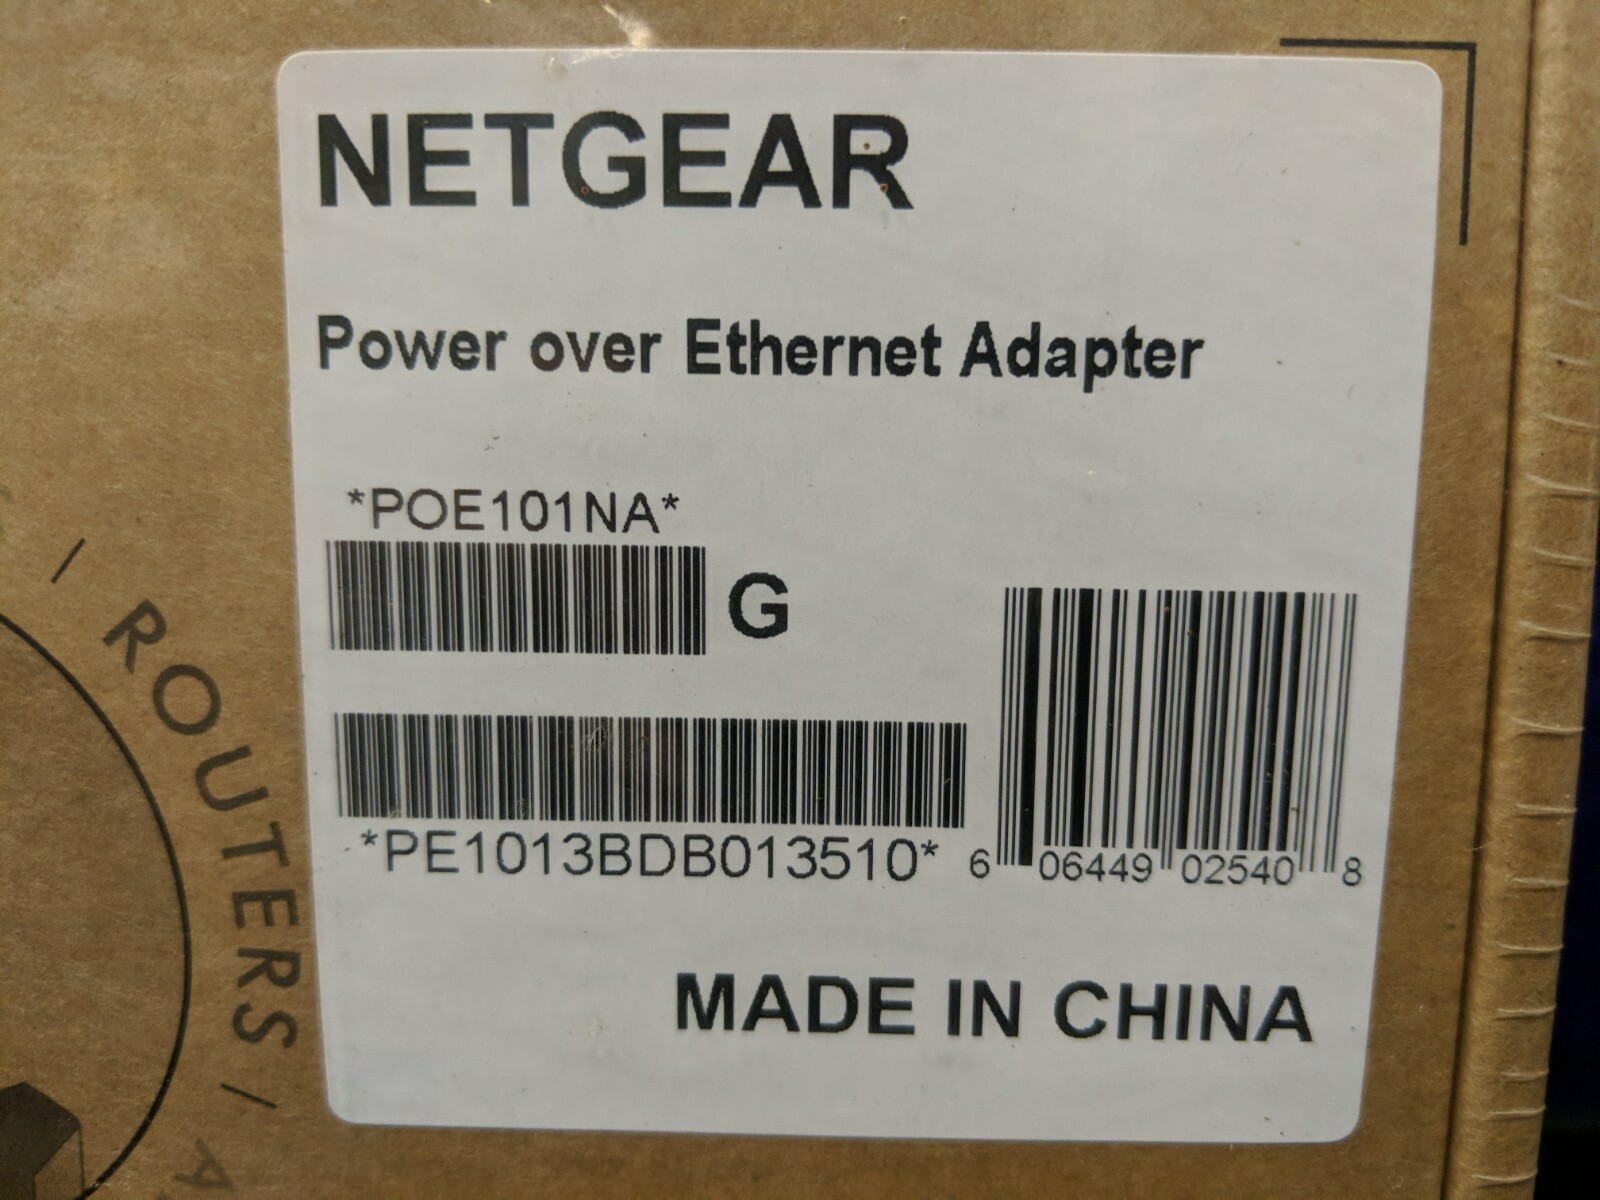 NETGEAR
Power over Ethernet Adapter
*POE101NA*
G
*PE1013BDB013510*
6 06449 02540 8
MADE IN CHINA
/ ROUTERS / A